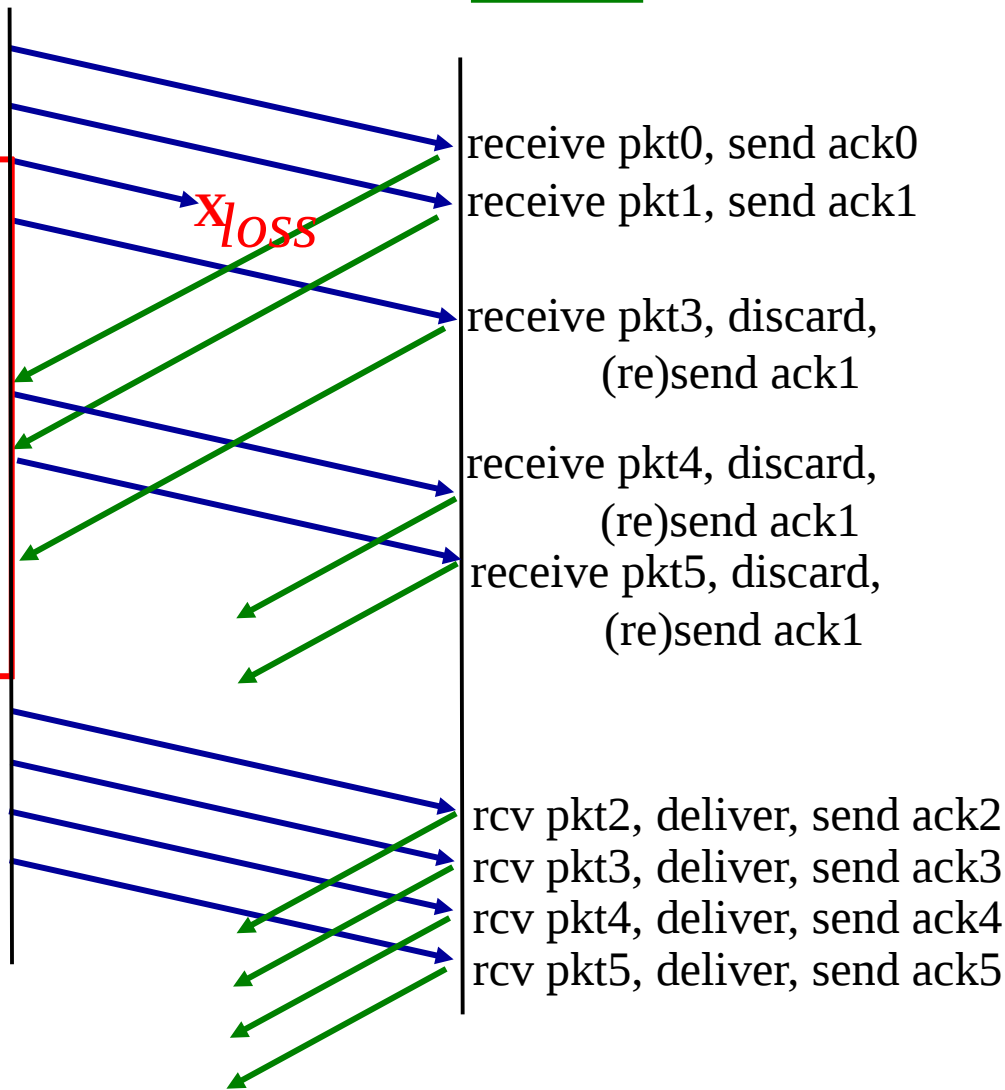 receive pkt0, send ack0
receive pkt1, send ack1
X
loss
receive pkt3, discard,
(re)send ack1
receive pkt4, discard,
(re)send ack1
receive pkt5, discard,
(re)send ack1
rcv pkt2, deliver, send ack2
rcv pkt3, deliver, send ack3
rcv pkt4, deliver, send ack4
rcv pkt5, deliver, send ack5